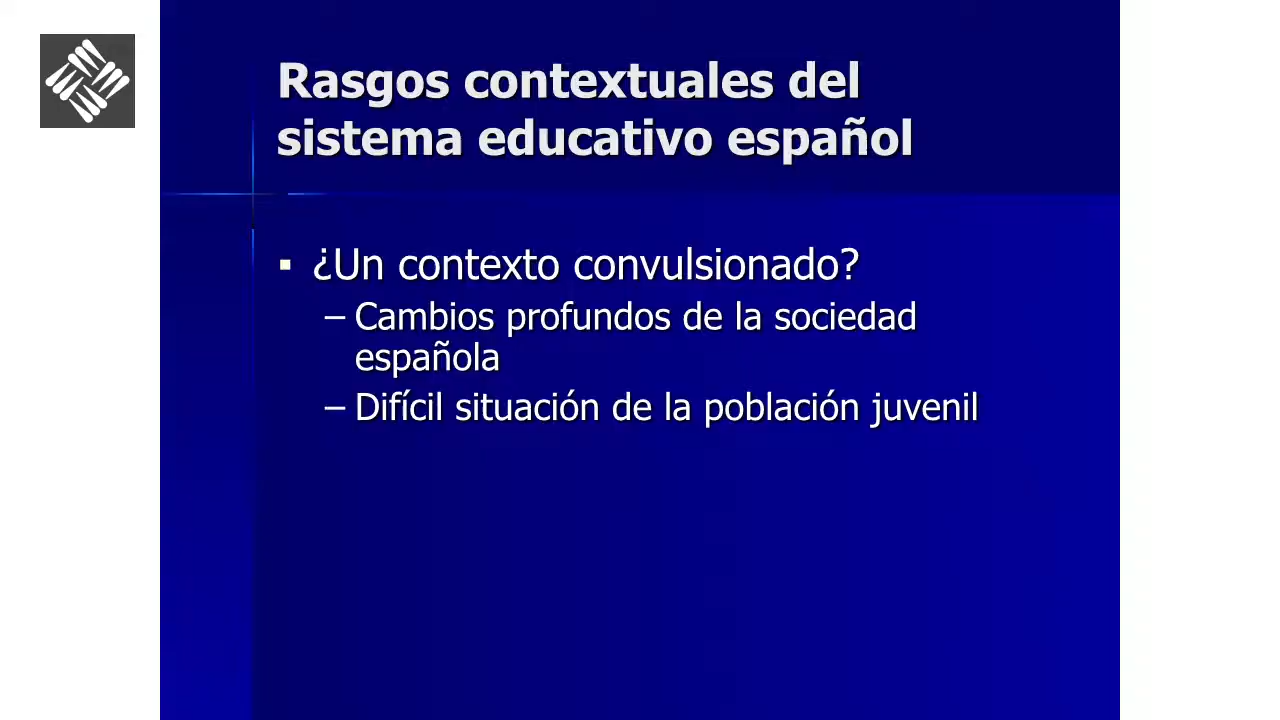 Rasgos contextuales del
sistema educativo español
▪ ¿Un contexto convulsionado?
– Cambios profundos de la sociedad
española
– Difícil situación de la población juvenil